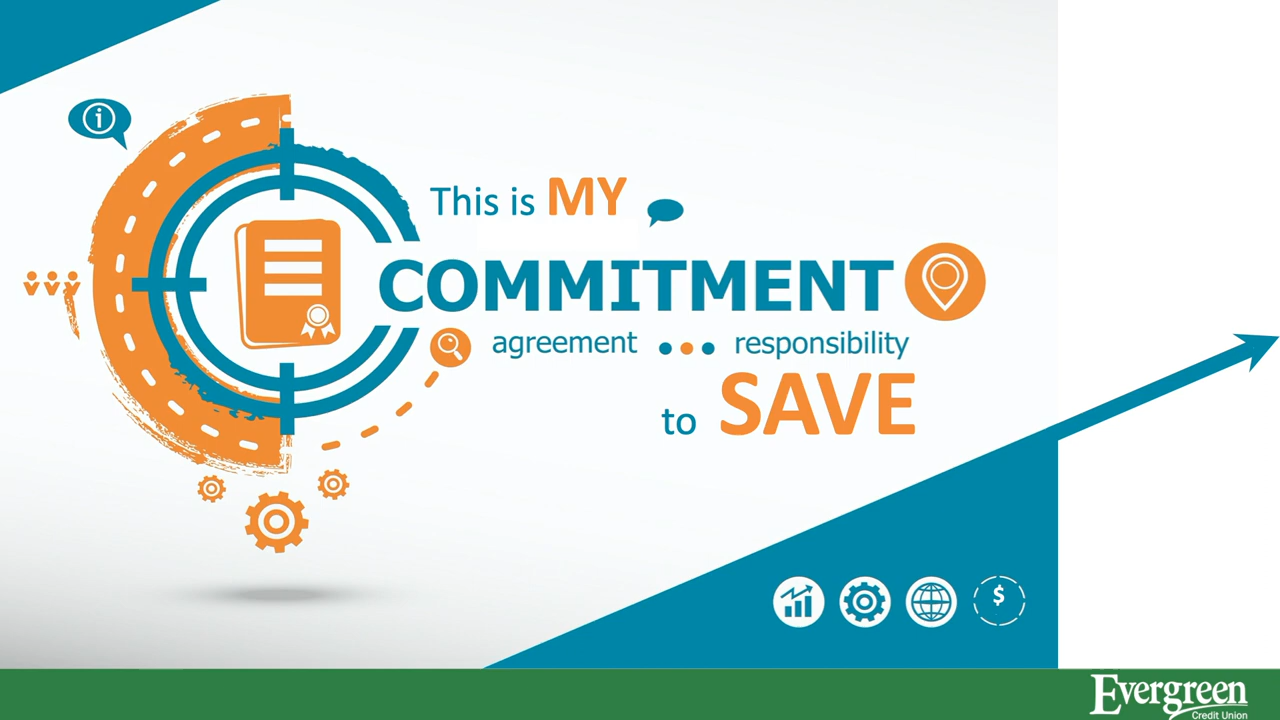 This is MY
COMMITMENT
agreement ... responsibility
to SAVE
$
Evergreen
Credit Union